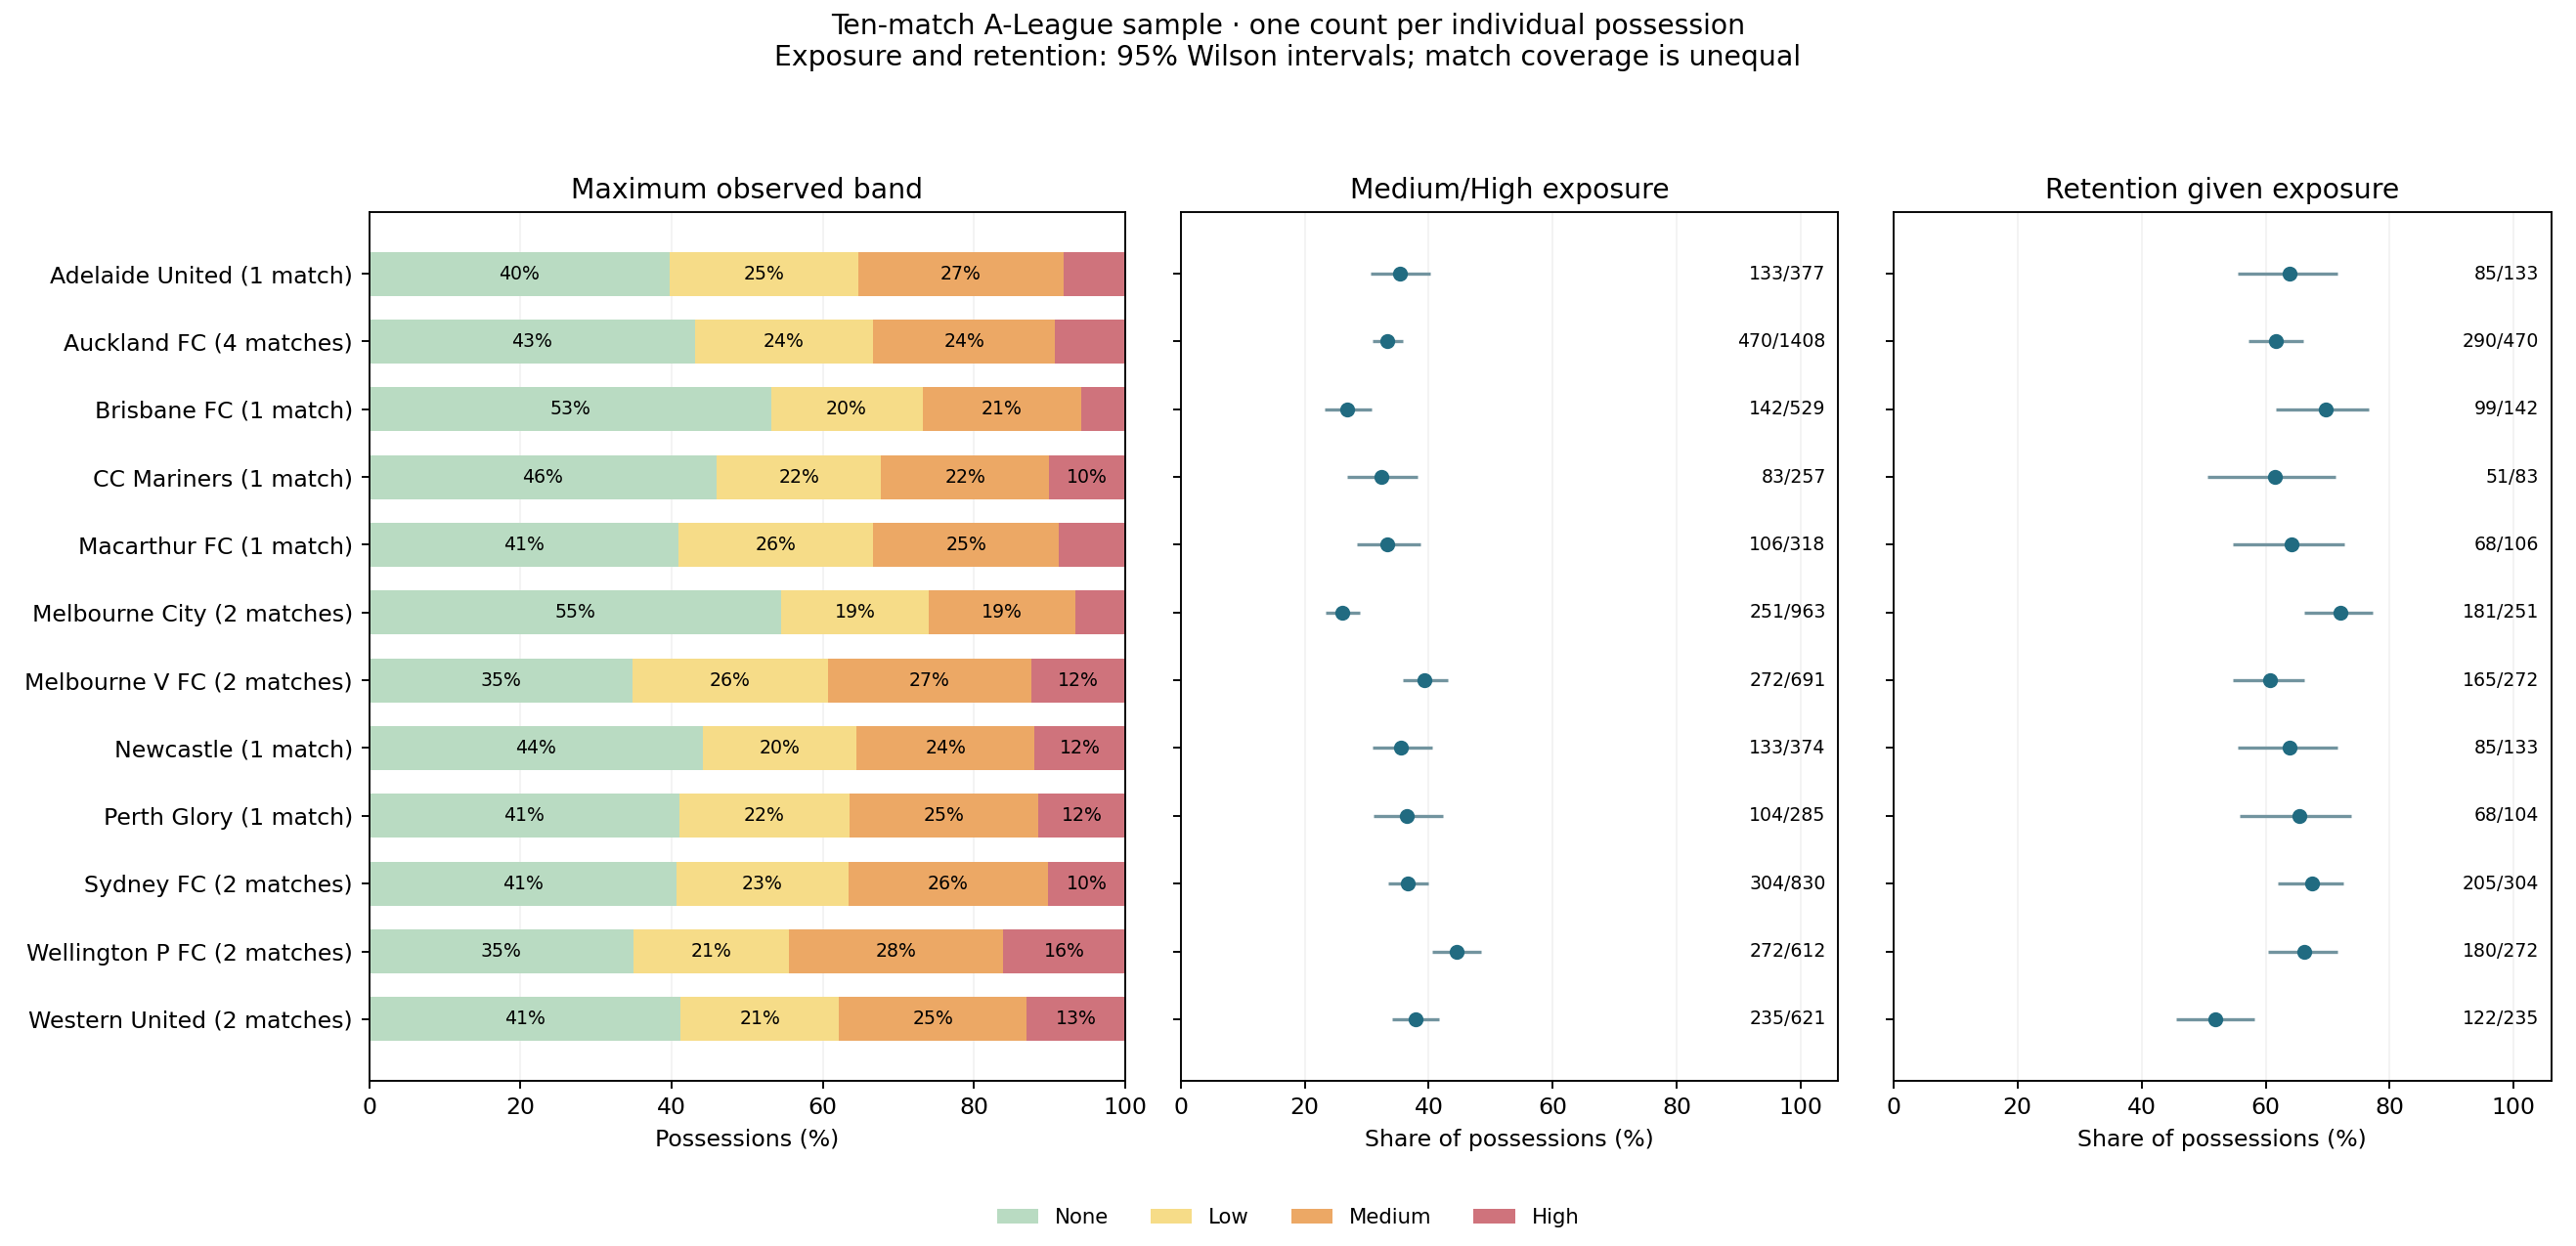 Ten-match A-League sample · one count per individual possession
Exposure and retention: 95% Wilson intervals; match coverage is unequal
Maximum observed band
Medium/High exposure
Retention given exposure
Adelaide United (1 match) 40% 25% 27% 133/377 85/133
Auckland FC (4 matches) 43% 24% 24% 470/1408 290/470
Brisbane FC (1 match) 53% 20% 21% 142/529 99/142
CC Mariners (1 match) 46% 22% 22% 10% 83/257 51/83
Macarthur FC (1 match) 41% 26% 25% 106/318 68/106
Melbourne City (2 matches) 55% 19% 19% 251/963 181/251
Melbourne V FC (2 matches) 35% 26% 27% 12% 272/691 165/272
Newcastle (1 match) 44% 20% 24% 12% 133/374 85/133
Perth Glory (1 match) 41% 22% 25% 12% 104/285 68/104
Sydney FC (2 matches) 41% 23% 26% 10% 304/830 205/304
Wellington P FC (2 matches) 35% 21% 28% 16% 272/612 180/272
Western United (2 matches) 41% 21% 25% 13% 235/621 122/235
0 20 40 60 80 100
0 20 40 60 80 100
0 20 40 60 80 100
Possessions (%)
Share of possessions (%)
Share of possessions (%)
None Low Medium High